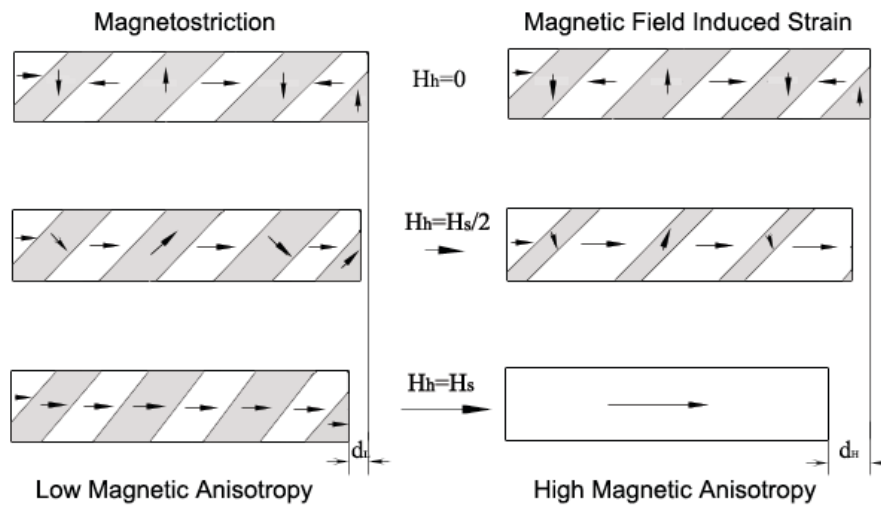 Magnetostriction
Magnetic Field Induced Strain
Hh=0
Hh=Hs/2
Hh=Hs
dL
dH
Low Magnetic Anisotropy
High Magnetic Anisotropy